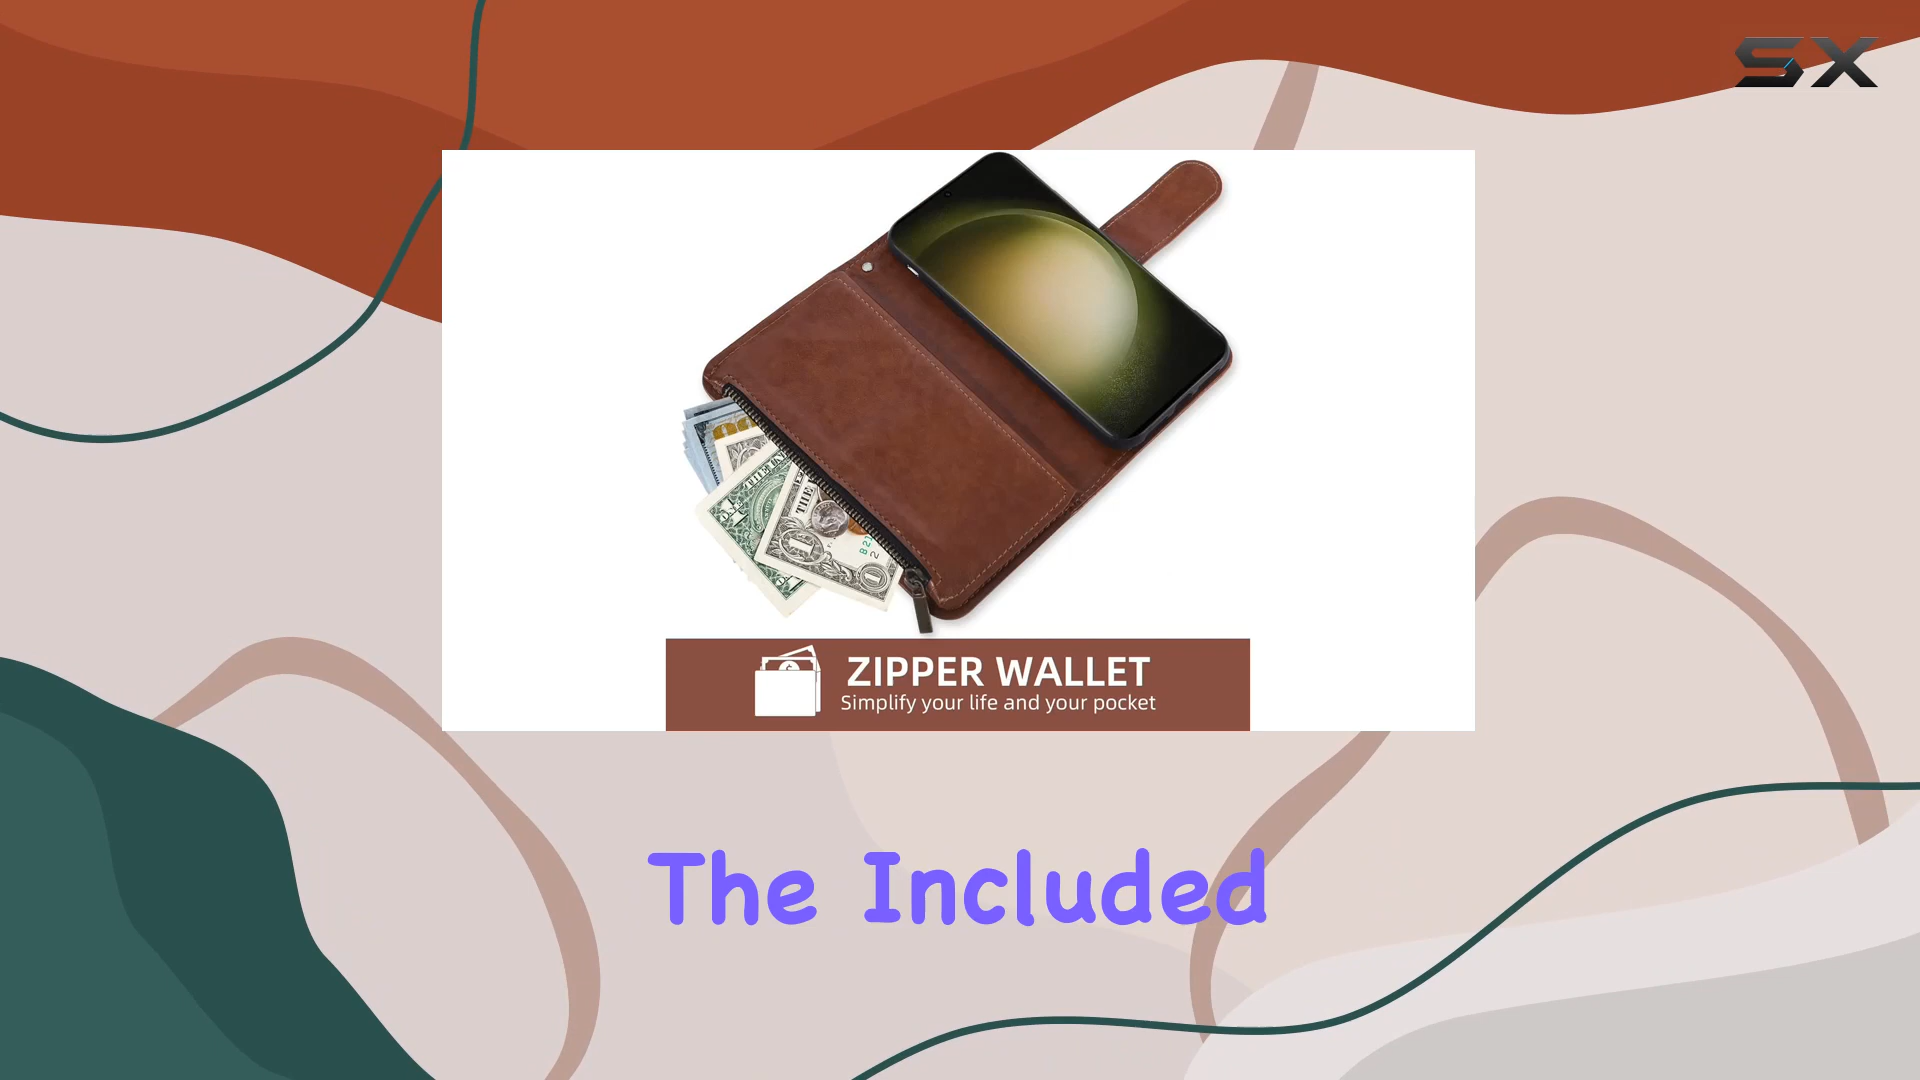 SX
ZIPPER WALLET
Simplify your life and your pocket
The Included